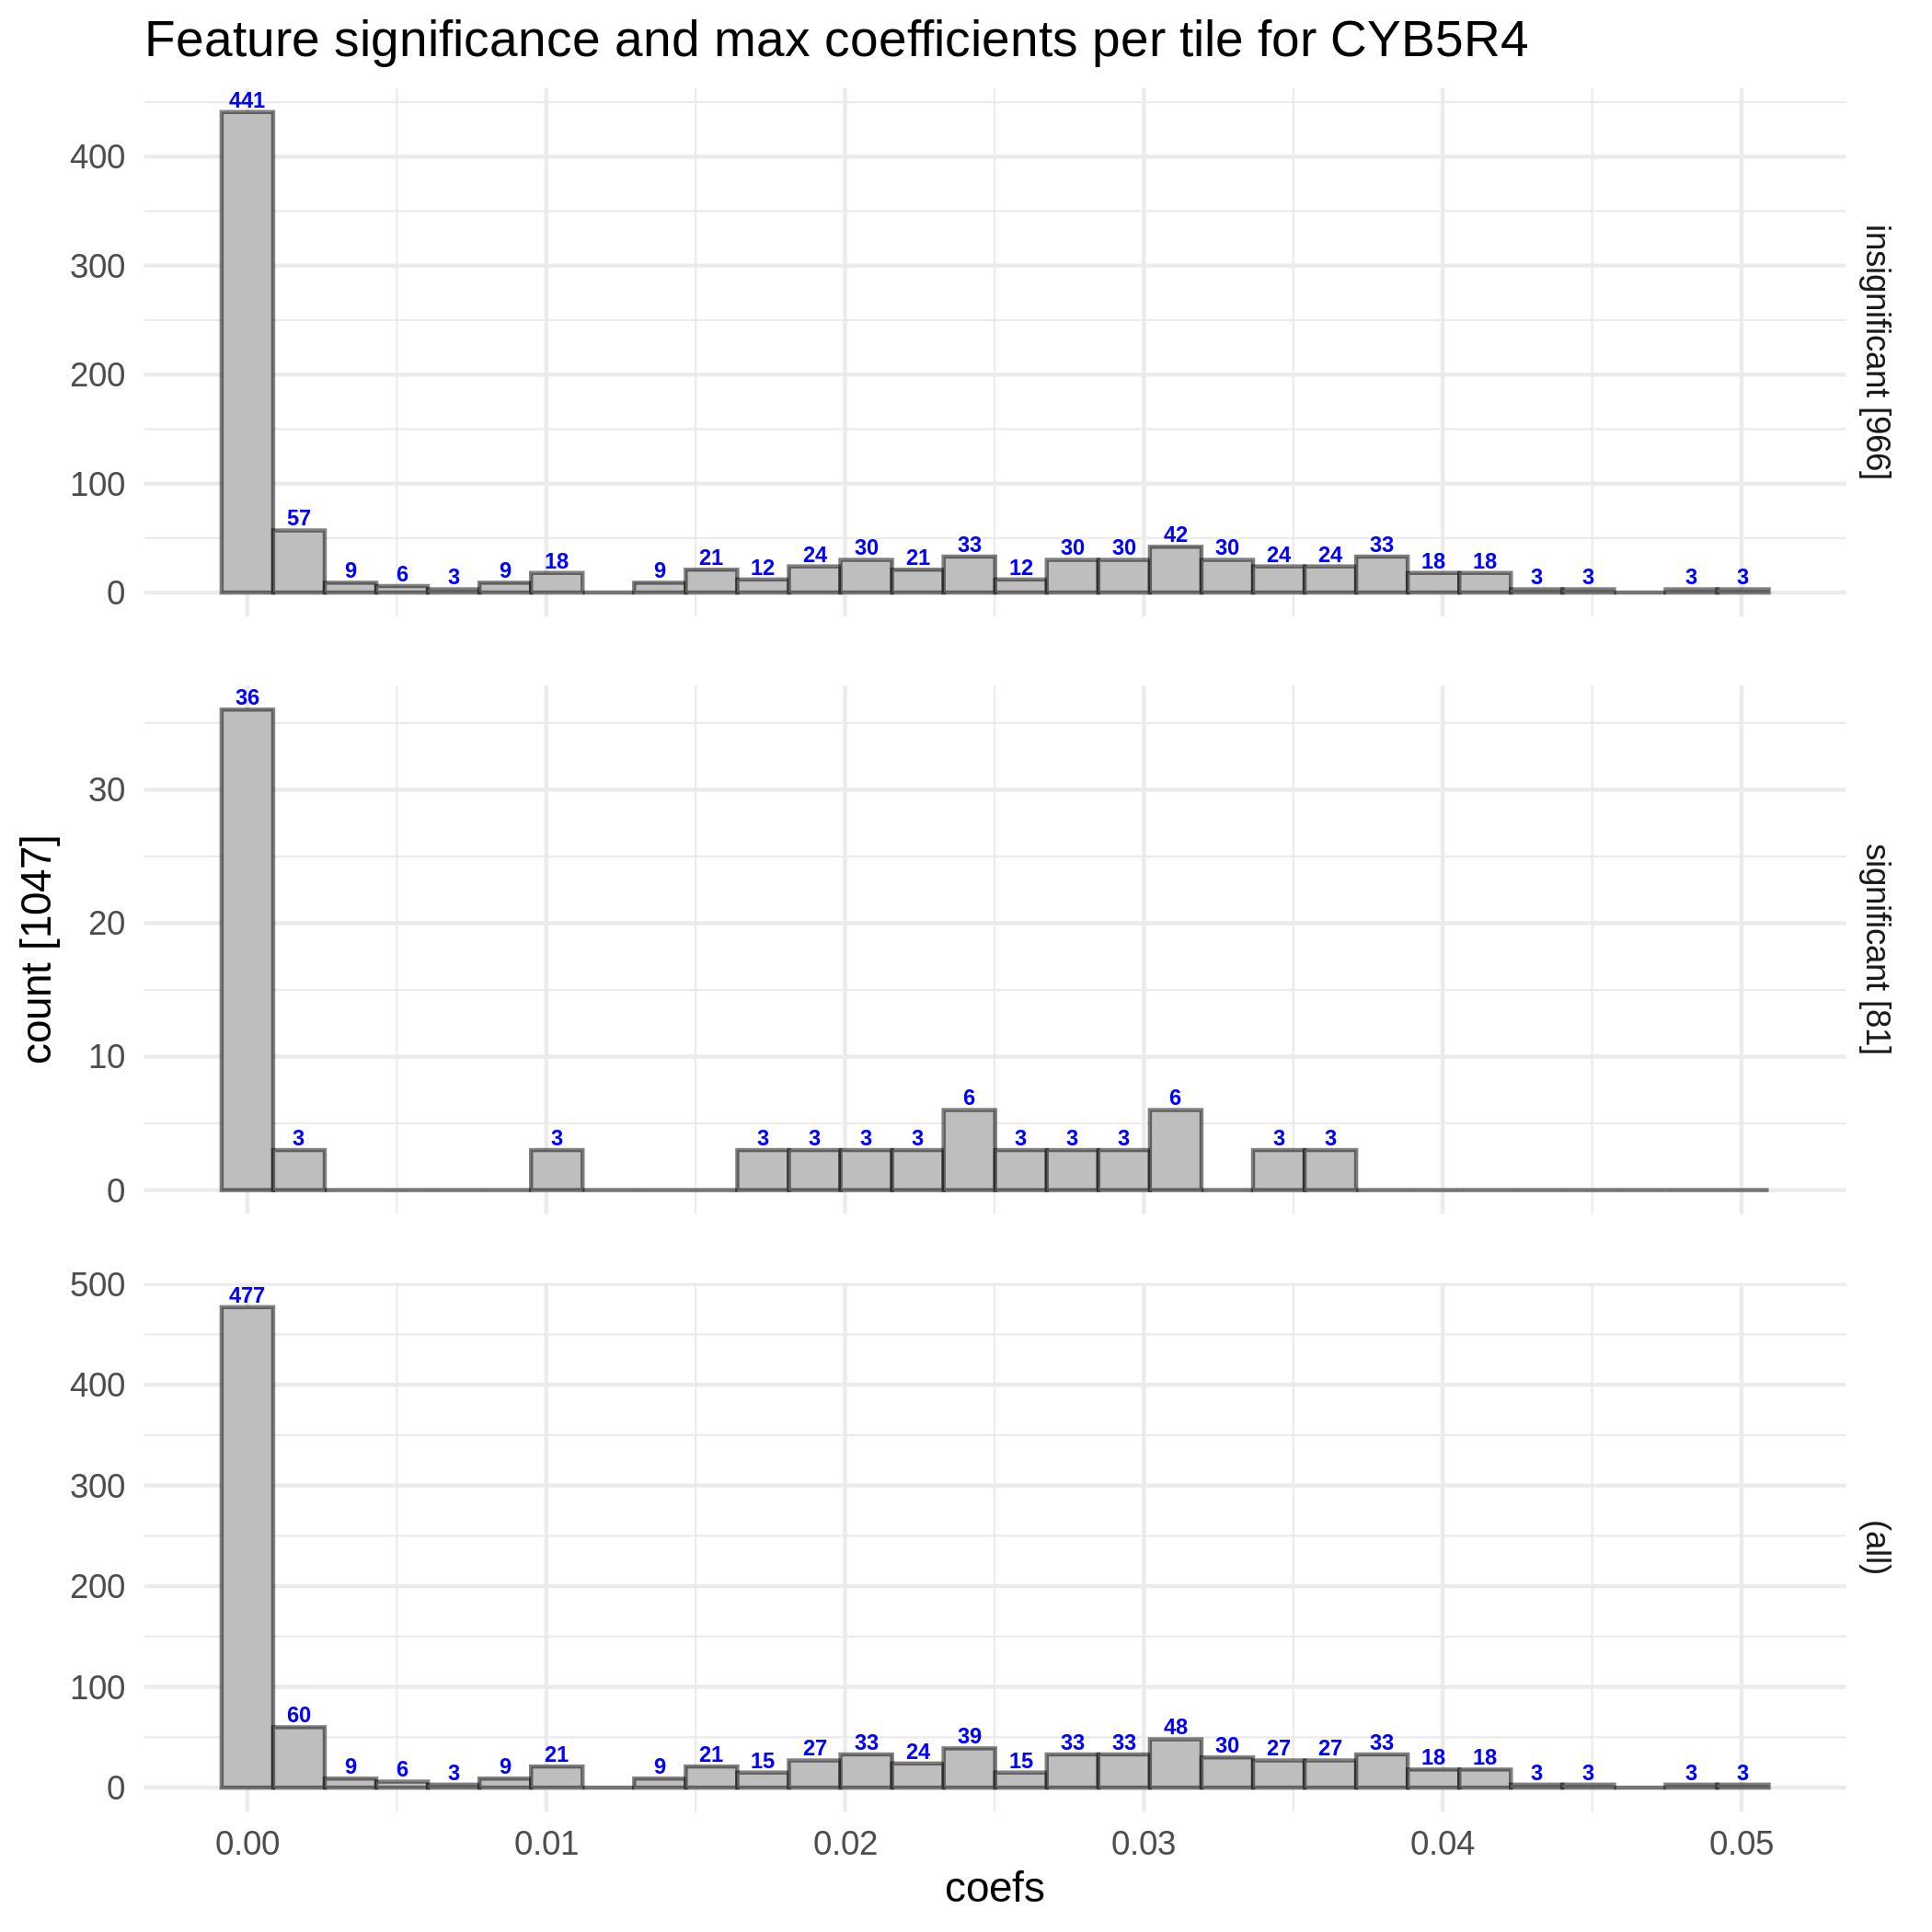 Feature significance and max coefficients per tile for CYB5R4
441
400
300
200
100
0
57 9 6 3 9 18 9 21 12 24 30 21 33 12 30 30 42 30 24 24 33 18 18 3 3 3 3
insignificant [966]
count [1047]
36
30
20
10
0
3 3 3 3 3 3 6 3 3 3 6 3 3
significant [81]
500
477
400
300
200
100
0
60 9 6 3 9 21 9 21 15 27 33 24 39 15 33 33 48 30 27 27 33 18 18 3 3 3 3
(all)
0.00 0.01 0.02 0.03 0.04 0.05
coefs